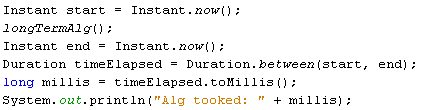 Instant start = Instant.now();
longTermAlg();
Instant end = Instant.now();
Duration timeElapsed = Duration.between(start, end);
long millis = timeElapsed.toMillis();
System.out.println("Alg tooked: " + millis);